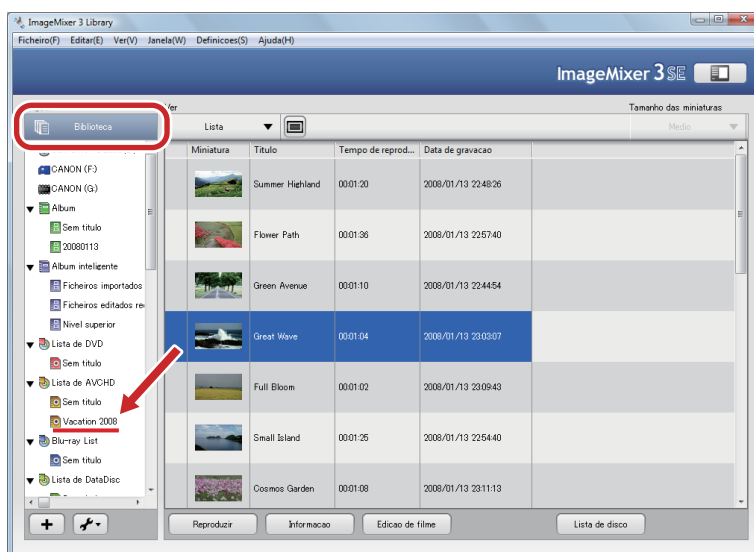 ImageMixer 3 Library
Ficheiro(F) Editar(E) Ver(V) Janela(W) Definicoes(S) Ajuda(H)
ImageMixer 3 SE
Ver
Tamanho das miniaturas
Biblioteca
Lista
Medio
CANON (F:)
CANON (G:)
Album
Sem titulo
20080113
Album inteligente
Ficheiros importados
Ficheiros editados re
Nivel superior
Lista de DVD
Sem titulo
Lista de AVCHD
Sem titulo
Vacation 2008
Blu-ray List
Sem titulo
Lista de DataDisc
Miniatura Titulo Tempo de reprod... Data de gravacao
Summer Highland 00:01:20 2008/01/13 22:48:26
Flower Path 00:01:36 2008/01/13 22:57:40
Green Avenue 00:01:10 2008/01/13 22:44:54
Great Wave 00:01:04 2008/01/13 23:03:07
Full Bloom 00:01:02 2008/01/13 23:09:43
Small Island 00:01:25 2008/01/13 22:54:40
Cosmos Garden 00:01:08 2008/01/13 23:11:13
Reproduzir Informacao Edicao de filme Lista de disco